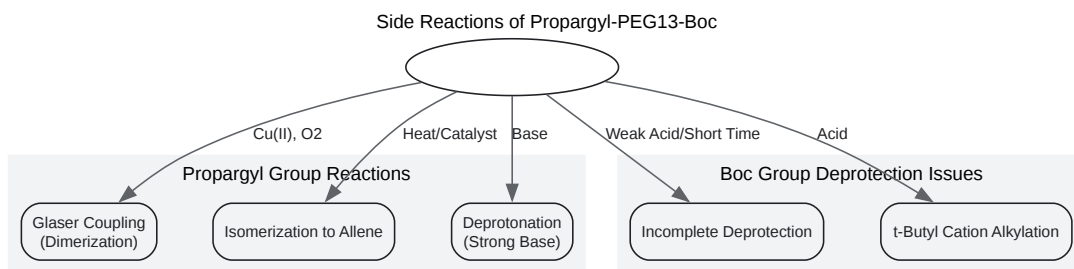 Side Reactions of Propargyl-PEG13-Boc
Cu(II), O2
Heat/Catalyst
Base
Weak Acid/Short Time
Acid
Propargyl Group Reactions
Boc Group Deprotection Issues
Glaser Coupling
(Dimerization)
Isomerization to Allene
Deprotonation
(Strong Base)
Incomplete Deprotection
t-Butyl Cation Alkylation